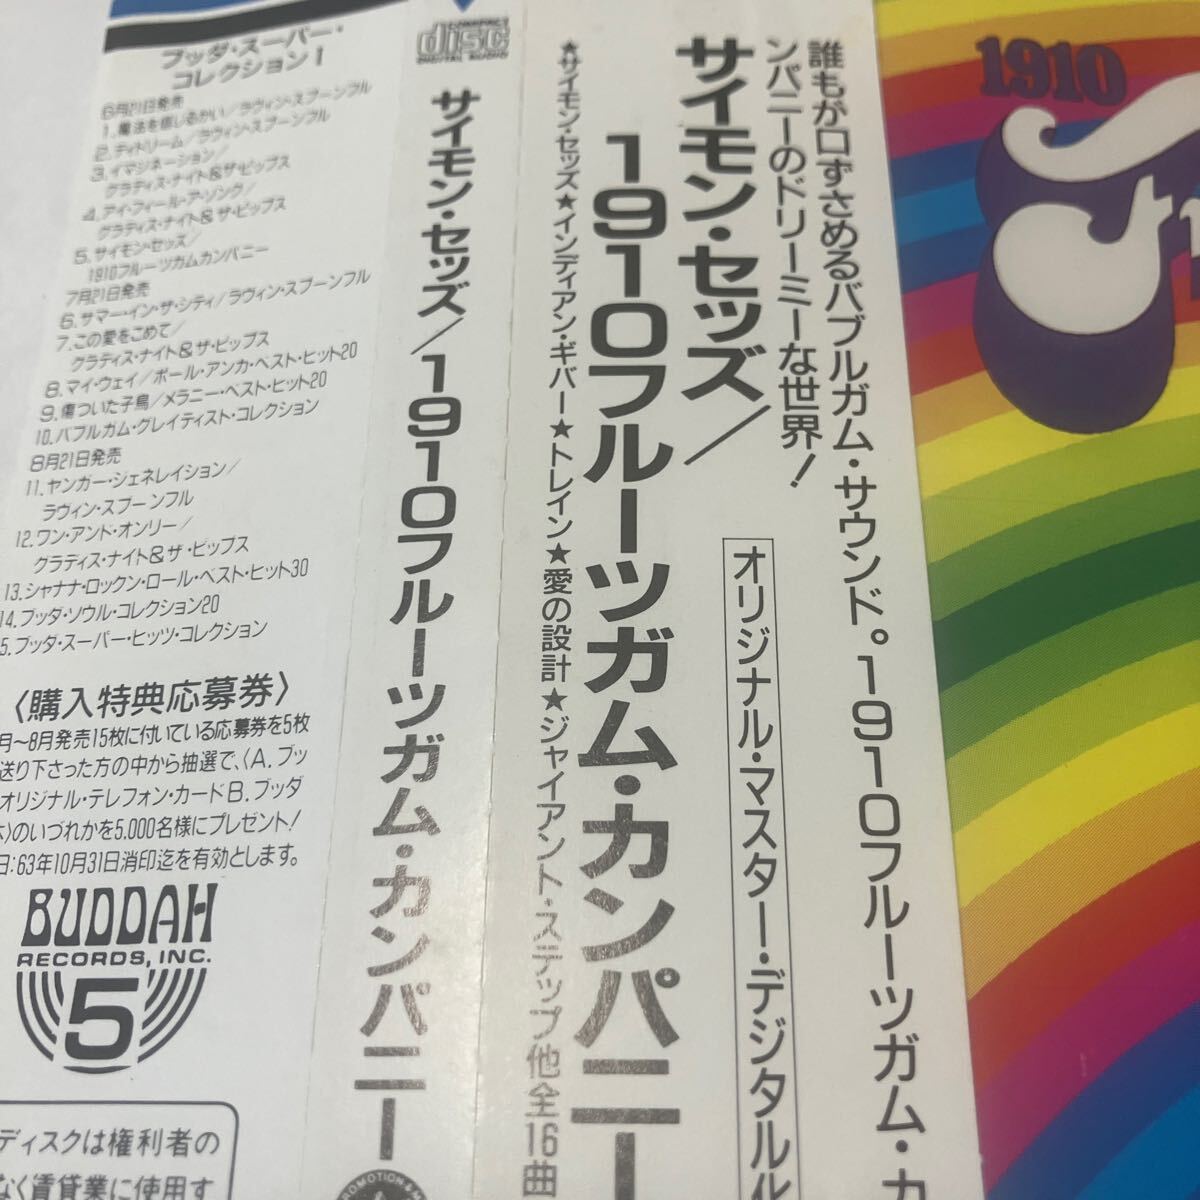 ブッダ・スーパー・
コレクション1
6月21日発売
1.魔法を信じるかい/ラヴィン・スプーンフル
2.デイドリーム/ラヴィン・スプーンフル
3.イマジネーション/
グラディス・ナイト&ザ・ピップス
4.アイ・フィール・ア・ソング/
グラディス・ナイト&ザ・ピップス
5.サイモン・セッズ/
1910フルーツガムカンパニー
7月21日発売
6.サマー・イン・ザ・シティ/ラヴィン・スプーンフル
7.この愛をこめて/
グラディス・ナイト&ザ・ピップス
8.マイ・ウェイ/ポール・アンカ・ベスト・ヒット20
9.傷ついた子鳥/メラニー・ベスト・ヒット20
10.バブルガム・グレイティスト・コレクション
8月21日発売
11.ヤンガー・ジェネレイション/
ラヴィン・スプーンフル
12.ワン・アンド・オンリー/
グラディス・ナイト&ザ・ピップス
13.シャナナ・ロックン・ロール・ベスト・ヒット30
14.ブッダ・ソウル・コレクション20
5.ブッダ・スーパー・ヒッツ・コレクション
〈購入特典応募券〉
月〜8月発売15枚に付いている応募券を5枚
送り下さった方の中から抽選で、〈A.ブッ
オリジナル・テレフォン・カードB.ブッダ
〉のいづれかを5,000名様にプレゼント!
日:63年10月31日消印迄を有効とします。
BUDDAH
RECORDS, INC.
5
ディスクは権利者の
なく賃貸業に使用す
COMPACT
disc
DIGITAL AUDIO
サイモン・セッズ/1910フルーツガム・カンパニー
誰もが口ずさめるバブルガム・サウンド。1910フルーツガム・カ
ンパニーのドリーミーな世界!
オリジナル・マスター・デジタル
サイモン・セッズ/
1910フルーツガム・カンパニー
★サイモン・セッズ★インディアン・ギバー★トレイン★愛の設計★ジャイアント・ステップ他全16曲
1910